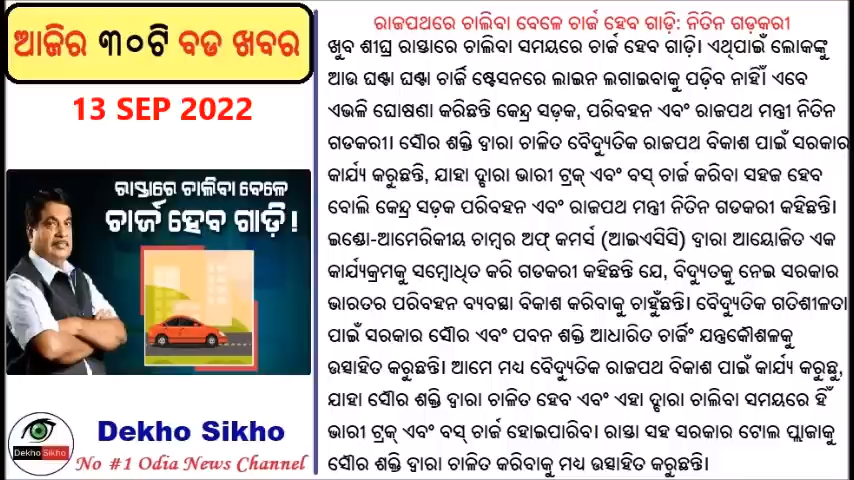 ଆଜିର ୩୦ଟି ବଡ ଖବର
13 SEP 2022
ରାସ୍ତାରେ ଚାଲିବା ବେଳେ
ଚାର୍ଜ ହେବ ଗାଡ଼ି!
Dekho Sikho
Dekho Sikho
No #1 Odia News Channel
ରାଜପଥରେ ଚାଲିବା ବେଳେ ଚାର୍ଜ ହେବ ଗାଡ଼ି: ନିତିନ ଗଡ଼କରୀ
ଖୁବ ଶୀଘ୍ର ରାସ୍ତାରେ ଚାଲିବା ସମୟରେ ଚାର୍ଜ ହେବ ଗାଡ଼ି। ଏଥିପାଇଁ ଲୋକଙ୍କୁ
ଆଉ ଘଣ୍ଟା ଘଣ୍ଟା ଚାର୍ଜିଂ ଷ୍ଟେସନରେ ଲାଇନ ଲଗାଇବାକୁ ପଡ଼ିବ ନାହିଁ। ଏବେ
ଏଭଳି ଘୋଷଣା କରିଛନ୍ତି କେନ୍ଦ୍ର ସଡ଼କ, ପରିବହନ ଏବଂ ରାଜପଥ ମନ୍ତ୍ରୀ ନିତିନ
ଗଡକରୀ। ସୌର ଶକ୍ତି ଦ୍ୱାରା ଚାଳିତ ବୈଦ୍ୟୁତିକ ରାଜପଥ ବିକାଶ ପାଇଁ ସରକାର
କାର୍ଯ୍ୟ କରୁଛନ୍ତି, ଯାହା ଦ୍ବାରା ଭାରୀ ଟ୍ରକ୍ ଏବଂ ବସ୍ ଚାର୍ଜ କରିବା ସହଜ ହେବ
ବୋଲି କେନ୍ଦ୍ର ସଡ଼କ ପରିବହନ ଏବଂ ରାଜପଥ ମନ୍ତ୍ରୀ ନିତିନ ଗଡକରୀ କହିଛନ୍ତି।
ଇଣ୍ଡୋ-ଆମେରିକୀୟ ଚାମ୍ବର ଅଫ୍ କମର୍ସ (ଆଇଏସିସି) ଦ୍ୱାରା ଆୟୋଜିତ ଏକ
କାର୍ଯ୍ୟକ୍ରମକୁ ସମ୍ବୋଧିତ କରି ଗଡକରୀ କହିଛନ୍ତି ଯେ, ବିଦ୍ୟୁତକୁ ନେଇ ସରକାର
ଭାରତର ପରିବହନ ବ୍ୟବସ୍ଥା ବିକାଶ କରିବାକୁ ଚାହୁଁଛନ୍ତି। ବୈଦ୍ୟୁତିକ ଗତିଶୀଳତା
ପାଇଁ ସରକାର ସୌର ଏବଂ ପବନ ଶକ୍ତି ଆଧାରିତ ଚାର୍ଜିଂ ଯନ୍ତ୍ରକୌଶଳକୁ
ଉତ୍ସାହିତ କରୁଛନ୍ତି। ଆମେ ମଧ୍ୟ ବୈଦ୍ୟୁତିକ ରାଜପଥ ବିକାଶ ପାଇଁ କାର୍ଯ୍ୟ କରୁଛୁ,
ଯାହା ସୌର ଶକ୍ତି ଦ୍ୱାରା ଚାଳିତ ହେବ ଏବଂ ଏହା ଦ୍ବାରା ଚାଲିବା ସମୟରେ ହିଁ
ଭାରୀ ଟ୍ରକ୍ ଏବଂ ବସ୍ ଚାର୍ଜ ହୋଇପାରିବ। ରାସ୍ତା ସହ ସରକାର ଟୋଲ ପ୍ଲାଜାକୁ
ସୌର ଶକ୍ତି ଦ୍ୱାରା ଚାଳିତ କରିବାକୁ ମଧ୍ୟ ଉତ୍ସାହିତ କରୁଛନ୍ତି।